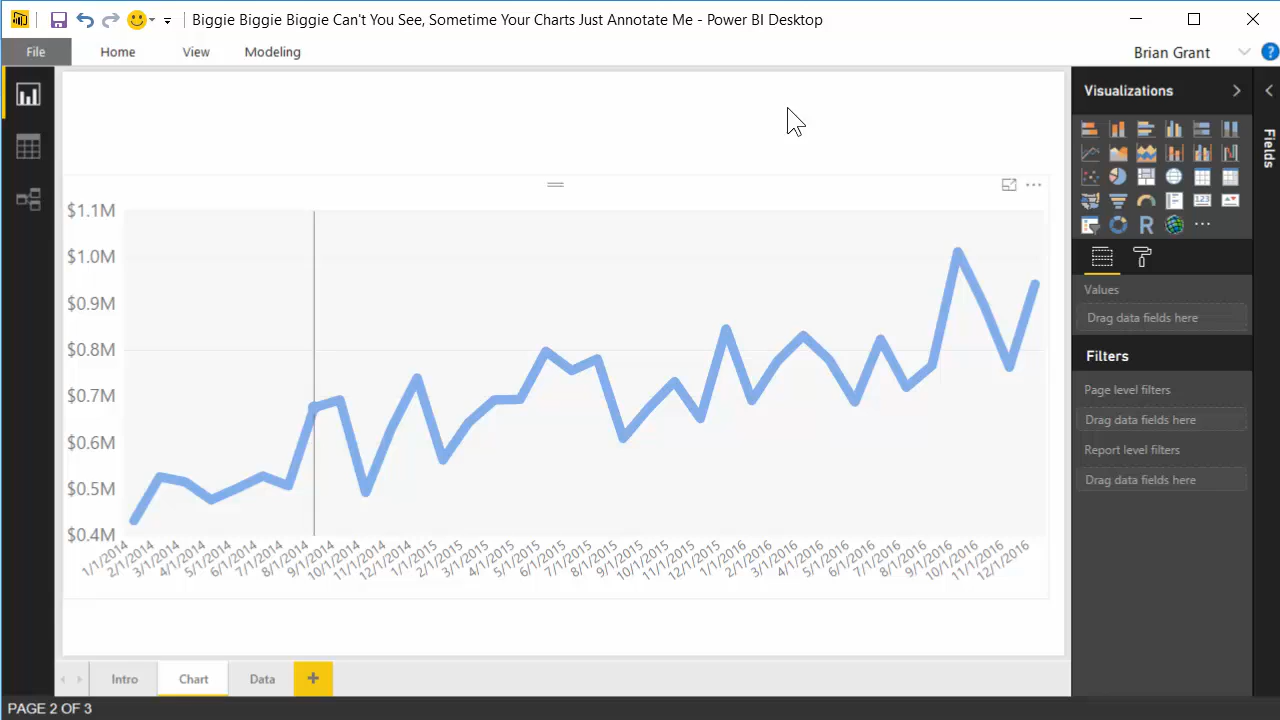 Biggie Biggie Biggie Can't You See, Sometims Your Charts Just Annotate Me - Power BI Desktop
File
Home
View
Modeling
Brian Grant
?
Visualizations
Fields
$1.1M
$1.0M
$0.9M
$0.8M
$0.7M
$0.6M
$0.5M
$0.4M
1/1/2014
2/1/2014
3/1/2014
4/1/2014
5/1/2014
6/1/2014
7/1/2014
8/1/2014
9/1/2014
10/1/2014
11/1/2014
12/1/2014
1/1/2015
2/1/2015
3/1/2015
4/1/2015
5/1/2015
6/1/2015
7/1/2015
8/1/2015
9/1/2015
10/1/2015
11/1/2015
12/1/2015
1/1/2016
2/1/2016
3/1/2016
4/1/2016
5/1/2016
6/1/2016
7/1/2016
8/1/2016
9/1/2016
10/1/2016
11/1/2016
12/1/2016
123
R
Values
Drag data fields here
Filters
Page level filters
Drag data fields here
Report level filters
Drag data fields here
Intro
Chart
Data
+
PAGE 2 OF 3